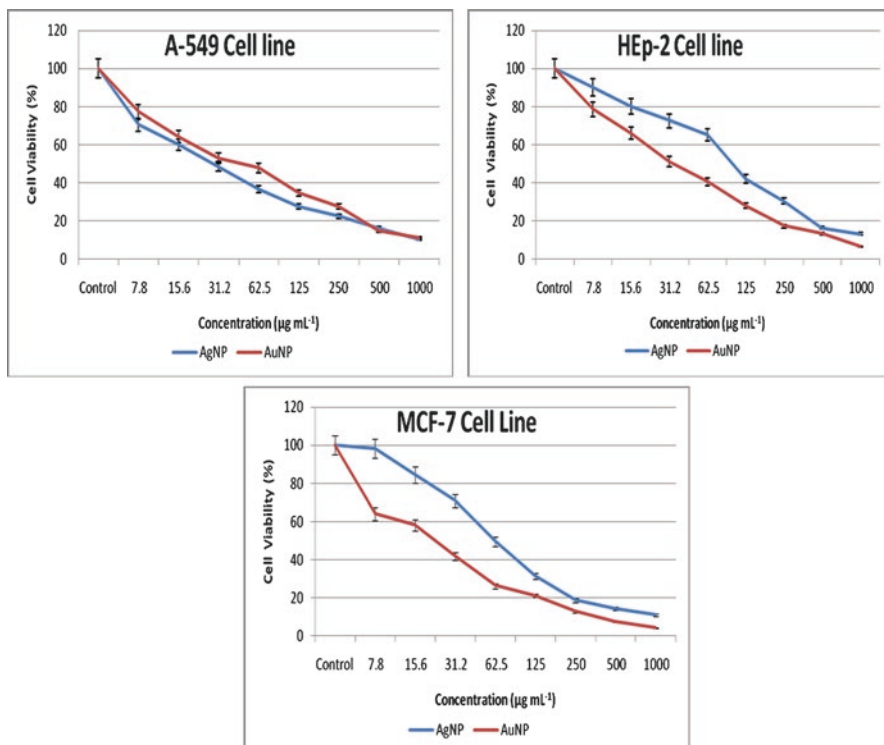 A-549 Cell line
120
100
80
60
40
20
0
Cell Viability (%)
Control 7.8 15.6 31.2 62.5 125 250 500 1000
Concentration (µg mL⁻¹)
AgNP AuNP
HEp-2 Cell line
120
100
80
60
40
20
0
Cell Viability (%)
Control 7.8 15.6 31.2 62.5 125 250 500 1000
Concentration (µg mL⁻¹)
AgNP AuNP
MCF-7 Cell Line
120
100
80
60
40
20
0
Cell Viability (%)
Control 7.8 15.6 31.2 62.5 125 250 500 1000
Concentration (µg mL⁻¹)
AgNP AuNP